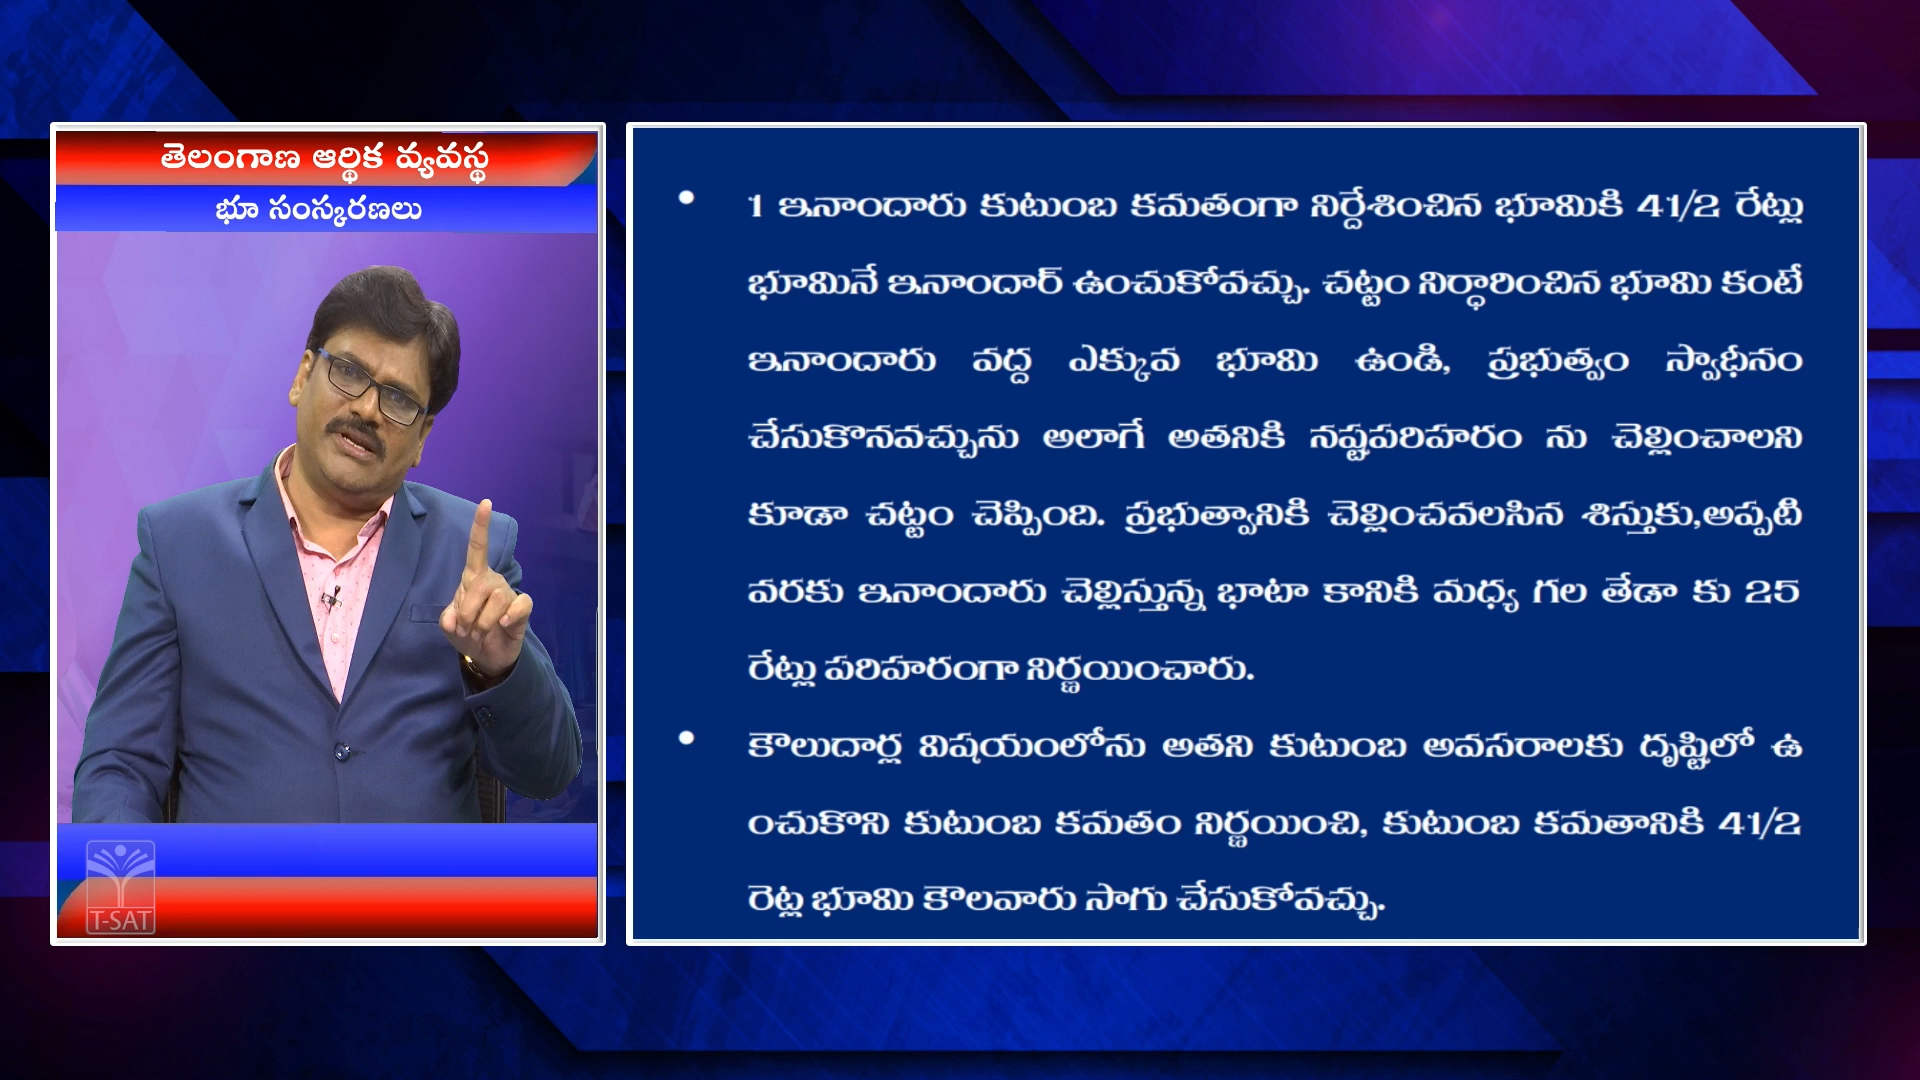 తెలంగాణ ఆర్థిక వ్యవస్థ
భూ సంస్కరణలు
• 1 ఇనాందారు కుటుంబ కమతంగా నిర్దేశించిన భూమికి 41/2 రేట్లు
భూమినే ఇనాందార్ ఉంచుకోవచ్చు. చట్టం నిర్ధారించిన భూమి కంటే
ఇనాందారు వద్ద ఎక్కువ భూమి ఉండి, ప్రభుత్వం స్వాధీనం
చేసుకొనవచ్చును అలాగే అతనికి నష్టపరిహరం ను చెల్లించాలని
కూడా చట్టం చెప్పింది. ప్రభుత్వానికి చెల్లించవలసిన శిస్తుకు,అప్పటి
వరకు ఇనాందారు చెల్లిస్తున్న భాటా కానికి మధ్య గల తేడా కు 25
రేట్లు పరిహరంగా నిర్ణయించారు.
• కౌలుదార్ల విషయంలోను అతని కుటుంబ అవసరాలకు దృష్టిలో ఉ
ంచుకొని కుటుంబ కమతం నిర్ణయించి, కుటుంబ కమతానికి 41/2
రెట్ల భూమి కౌలవారు సాగు చేసుకోవచ్చు.
T-SAT